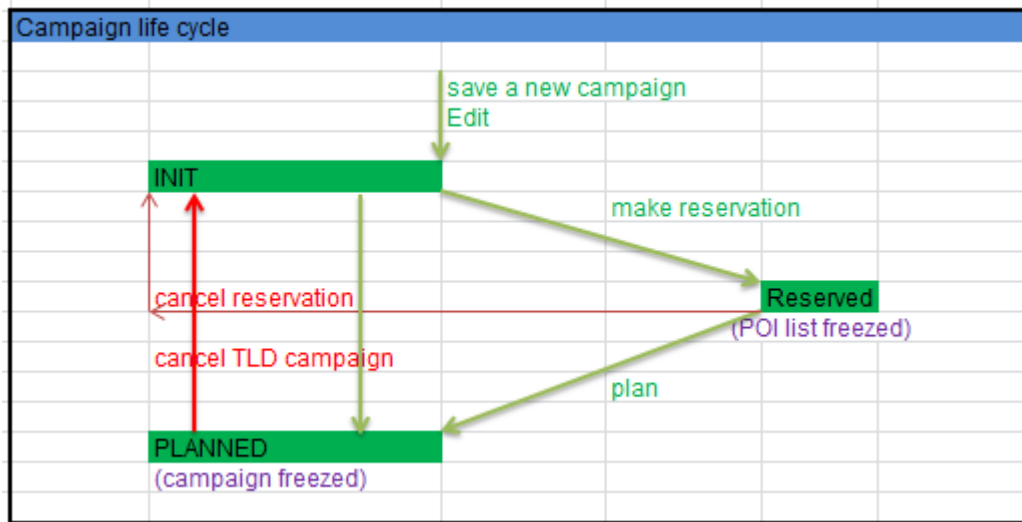 Campaign life cycle
save a new campaign
Edit
INIT
make reservation
cancel reservation
Reserved
(POI list freezed)
cancel TLD campaign
plan
PLANNED
(campaign freezed)